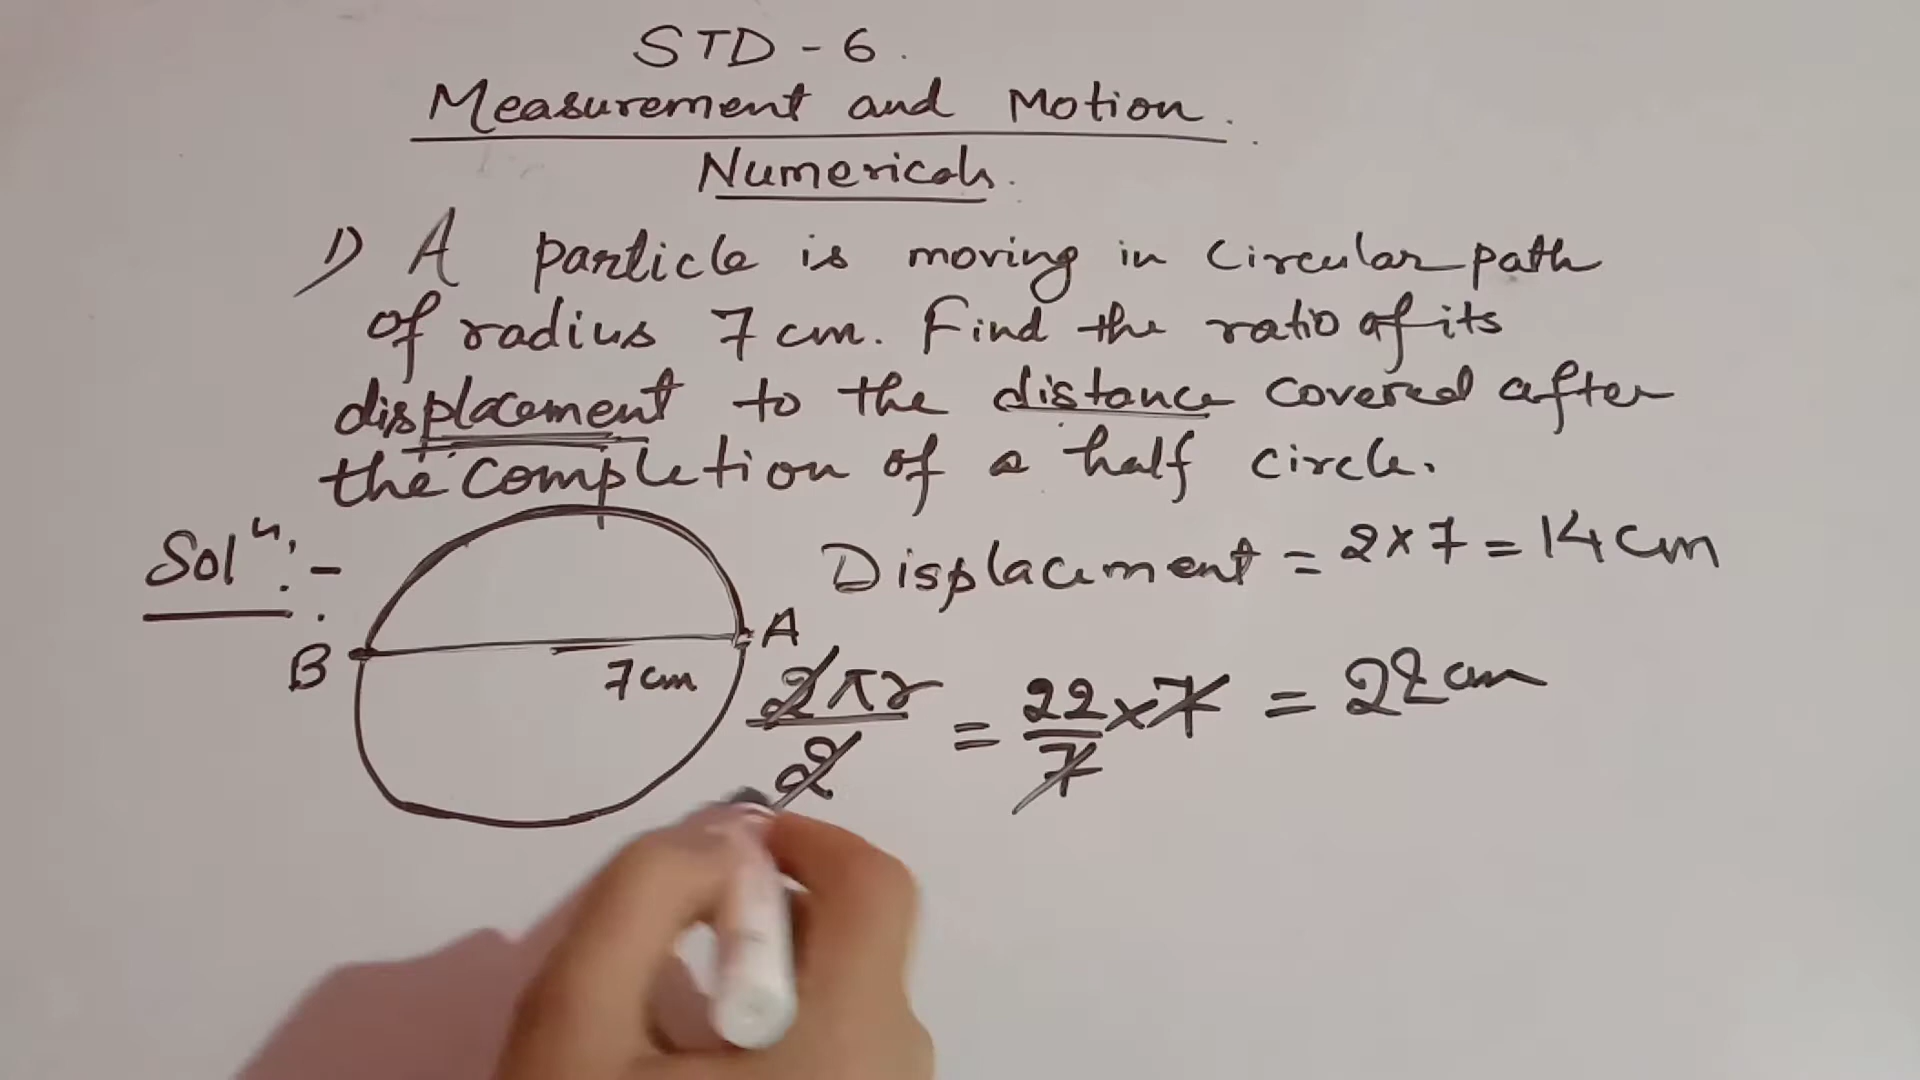 STD - 6.
Measurement and Motion.
Numericals.
1) A particle is moving in circular path
of radius 7 cm. Find the ratio of its
displacement to the distance covered after
the completion of a half circle.
Solⁿ:-
Displacement = 2 × 7 = 14 cm
A
B
7 cm
2πr/2 = 22/7 × 7 = 22 cm